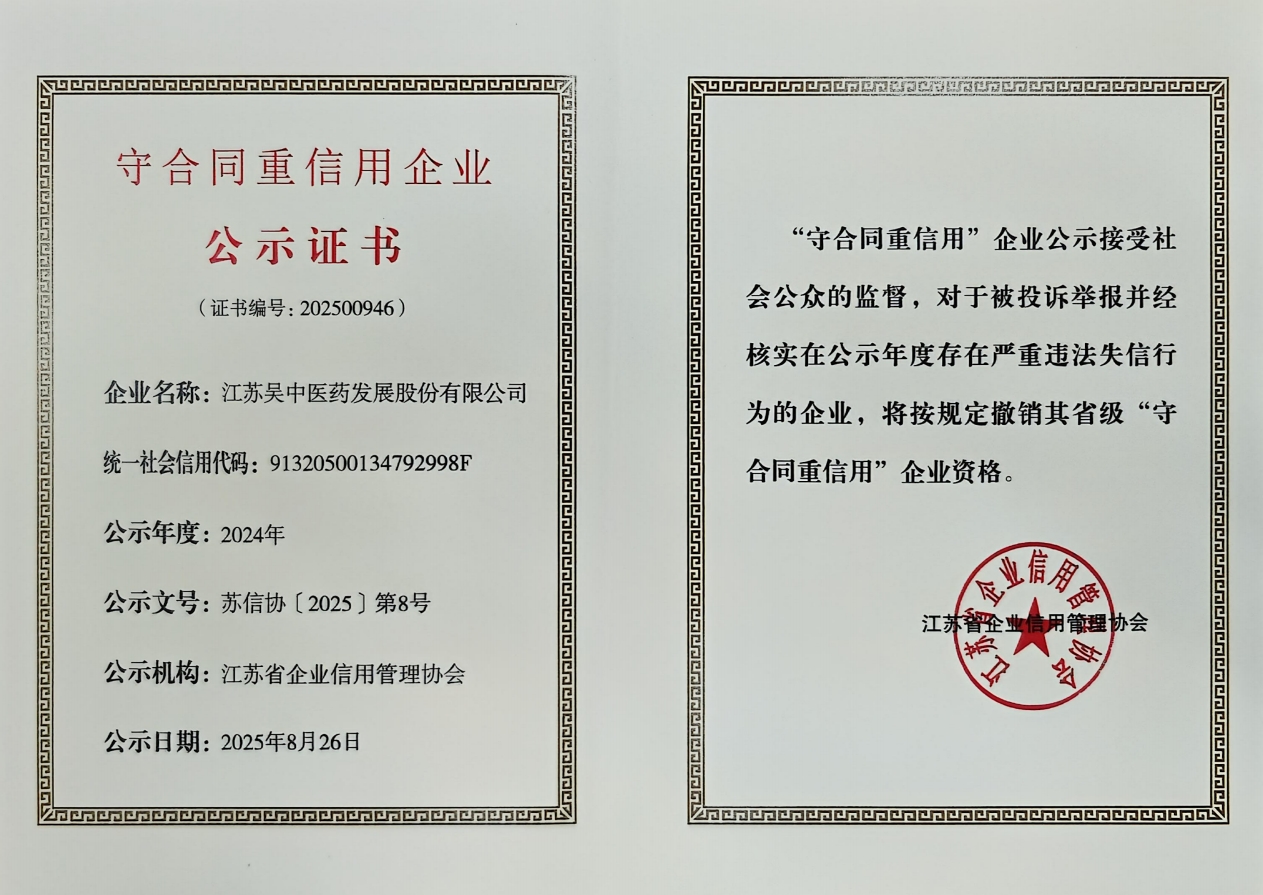 守合同重信用企业
公示证书
（证书编号：202500946）
企业名称：江苏吴中医药发展股份有限公司
统一社会信用代码：91320500134792998F
公示年度：2024年
公示文号：苏信协〔2025〕第8号
公示机构：江苏省企业信用管理协会
公示日期：2025年8月26日
“守合同重信用”企业公示接受社
会公众的监督，对于被投诉举报并经
核实在公示年度存在严重违法失信行
为的企业，将按规定撤销其省级“守
合同重信用”企业资格。
江苏省企业信用管理协会
江苏省企业信用管理协会